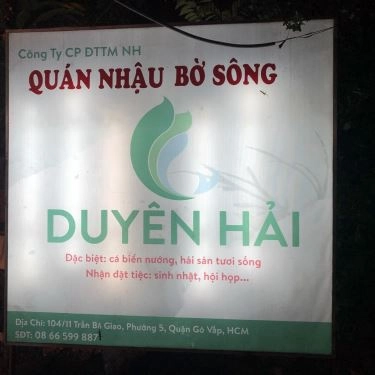 Công Ty CP ĐTTM NH
QUÁN NHẬU BỜ SÔNG
DUYÊN HẢI
Đặc biệt: cá biển nướng, hải sản tươi sống
Nhận đặt tiệc: sinh nhật, hội họp...
Địa Chỉ: 104/11 Trần Bá Giao, Phường 5, Quận Gò Vấp, HCM
SĐT: 08 66 599 887